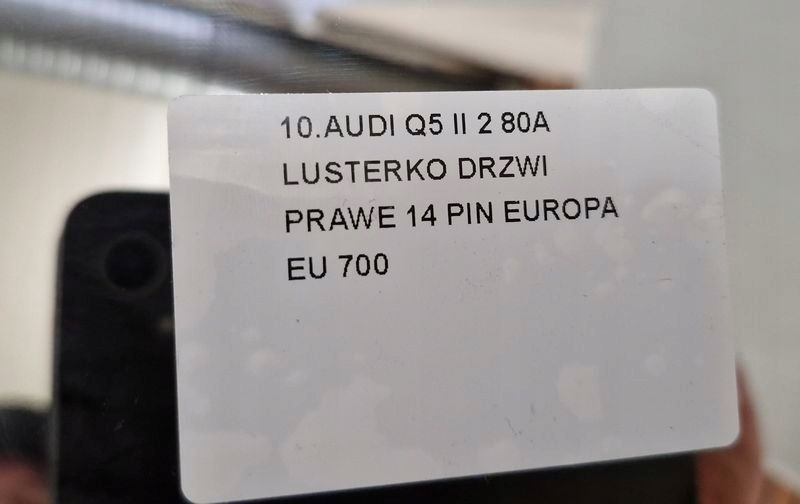 10.AUDI Q5 II 2 80A
LUSTERKO DRZWI
PRAWE 14 PIN EUROPA
EU 700